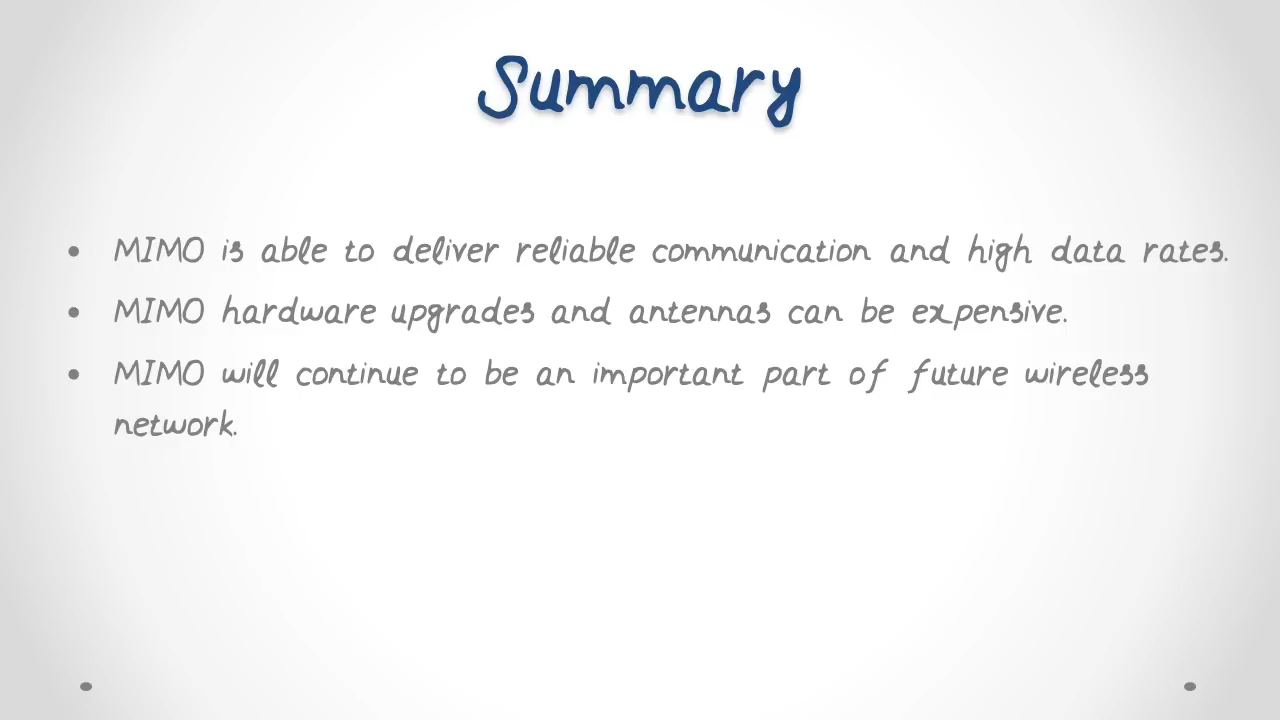 Summary
• MIMO is able to deliver reliable communication and high data rates.
• MIMO hardware upgrades and antennas can be expensive.
• MIMO will continue to be an important part of future wireless
network.